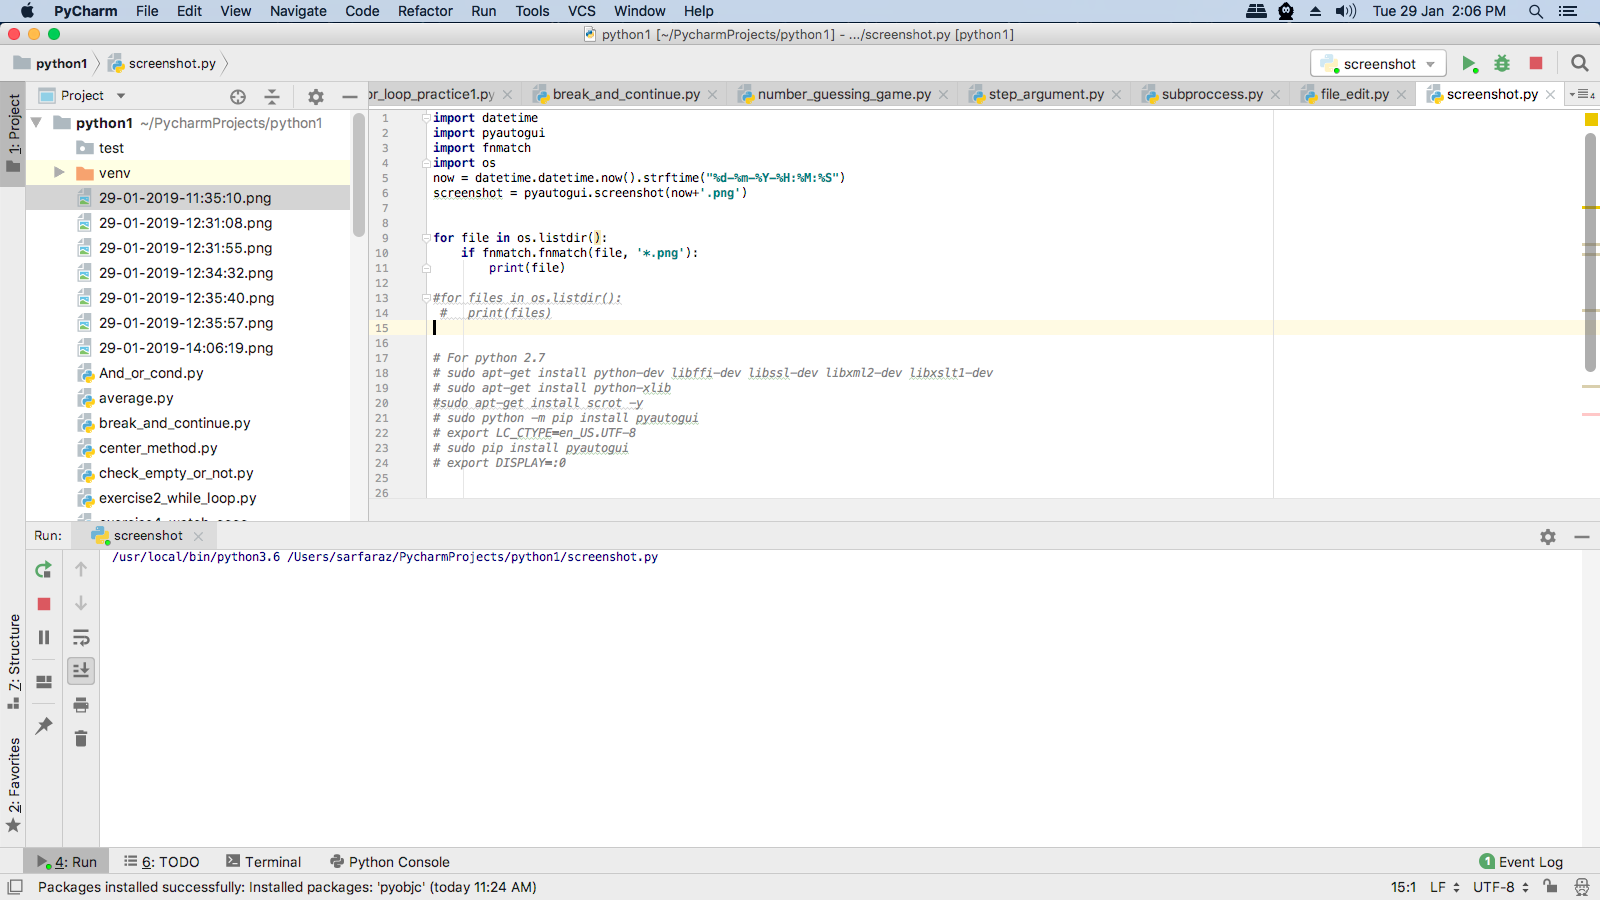 PyCharm File Edit View Navigate Code Refactor Run Tools VCS Window Help Tue 29 Jan 2:06 PM
python1 [~/PycharmProjects/python1] - .../screenshot.py [python1]
python1 screenshot.py screenshot
1: Project
Project
or_loop_practice1.py break_and_continue.py number_guessing_game.py step_argument.py subproccess.py file_edit.py screenshot.py 4
python1 ~/PycharmProjects/python1
test
venv
29-01-2019-11:35:10.png
29-01-2019-12:31:08.png
29-01-2019-12:31:55.png
29-01-2019-12:34:32.png
29-01-2019-12:35:40.png
29-01-2019-12:35:57.png
29-01-2019-14:06:19.png
And_or_cond.py
average.py
break_and_continue.py
center_method.py
check_empty_or_not.py
exercise2_while_loop.py
1 import datetime
2 import pyautogui
3 import fnmatch
4 import os
5 now = datetime.datetime.now().strftime("%d-%m-%Y-%H:%M:%S")
6 screenshot = pyautogui.screenshot(now+'.png')
7
8
9 for file in os.listdir():
10 if fnmatch.fnmatch(file, '*.png'):
11 print(file)
12
13 #for files in os.listdir():
14 # print(files)
15
16
17 # For python 2.7
18 # sudo apt-get install python-dev libffi-dev libssl-dev libxml2-dev libxslt1-dev
19 # sudo apt-get install python-xlib
20 #sudo apt-get install scrot -y
21 # sudo python -m pip install pyautogui
22 # export LC_CTYPE=en_US.UTF-8
23 # sudo pip install pyautogui
24 # export DISPLAY=:0
25
26
Run: screenshot
/usr/local/bin/python3.6 /Users/sarfaraz/PycharmProjects/python1/screenshot.py
7: Structure
2: Favorites
4: Run 6: TODO Terminal Python Console 1 Event Log
Packages installed successfully: Installed packages: 'pyobjc' (today 11:24 AM) 15:1 LF UTF-8